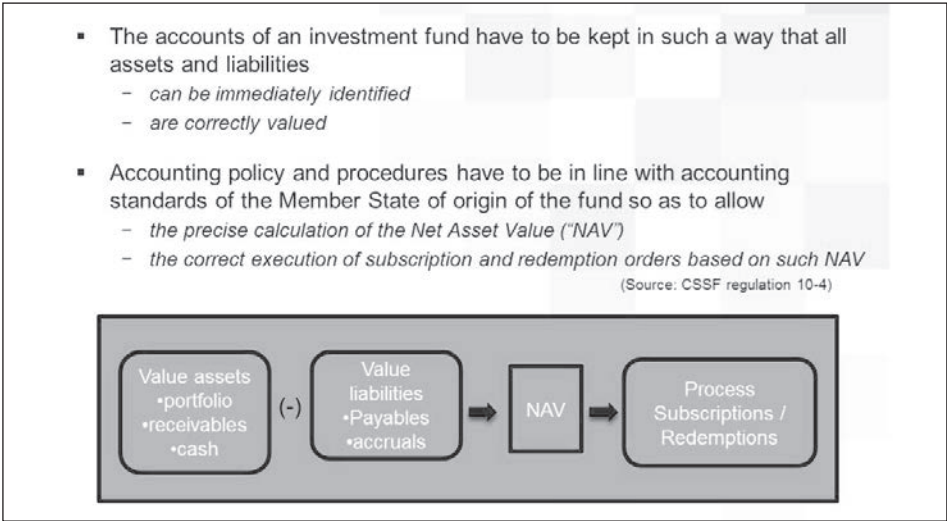 ▪ The accounts of an investment fund have to be kept in such a way that all
assets and liabilities
− can be immediately identified
− are correctly valued
▪ Accounting policy and procedures have to be in line with accounting
standards of the Member State of origin of the fund so as to allow
− the precise calculation of the Net Asset Value (“NAV”)
− the correct execution of subscription and redemption orders based on such NAV
(Source: CSSF regulation 10-4)
Value assets
•portfolio
•receivables
•cash
(-)
Value
liabilities
•Payables
•accruals
NAV
Process
Subscriptions /
Redemptions